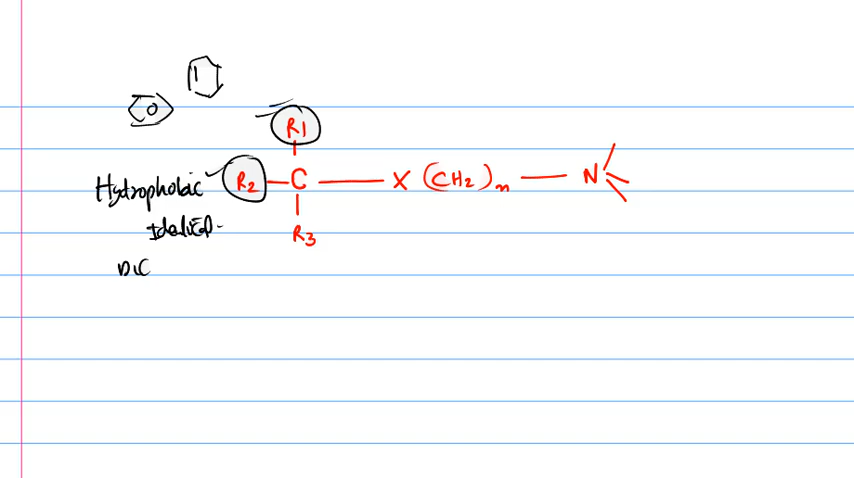 R1
Hydrophobic R2 — C — X (CH2)n — N
R3